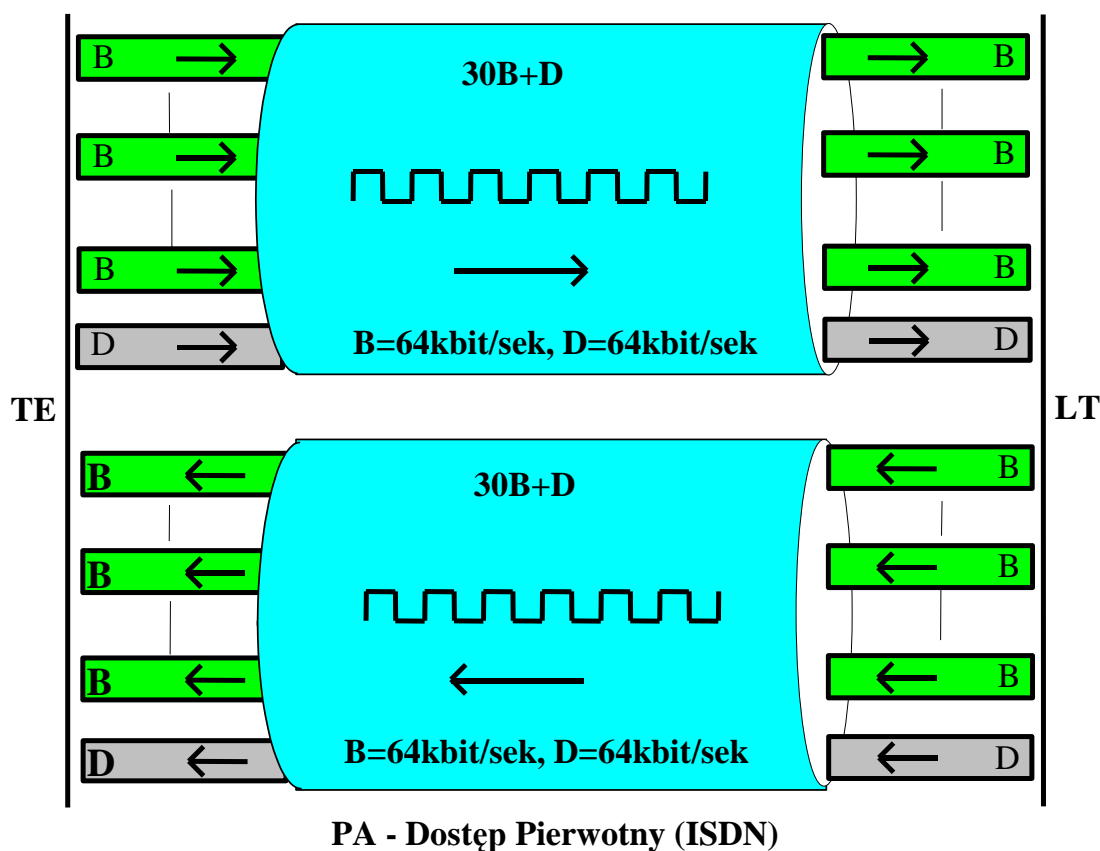 B
30B+D
B
B
B
B
B
D
B=64kbit/sek, D=64kbit/sek
D
TE
LT
B
30B+D
B
B
B
B
B
D
B=64kbit/sek, D=64kbit/sek
D
PA - Dostęp Pierwotny (ISDN)